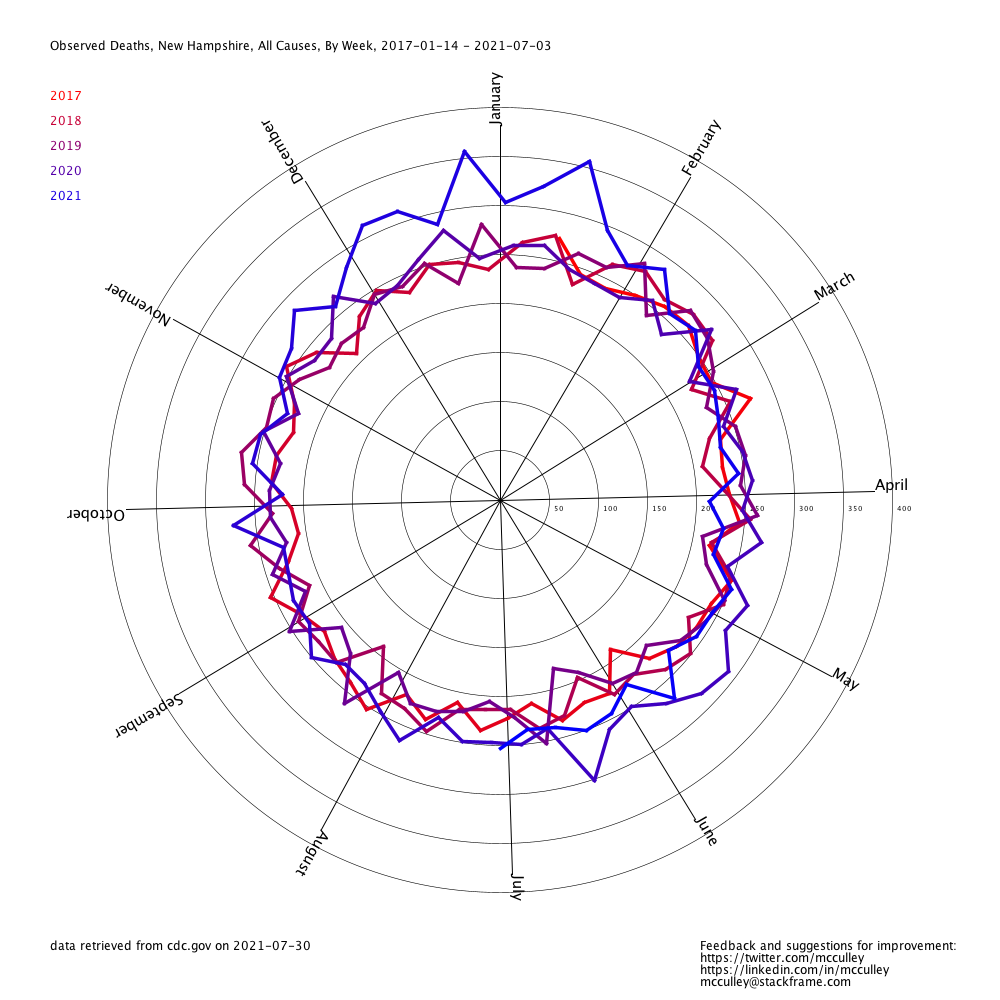 Observed Deaths, New Hampshire, All Causes, By Week, 2017-01-14 - 2021-07-03
2017
2018
2019
2020
2021
January
February
March
April
May
June
July
August
September
October
November
December
50
100
150
200
250
300
350
400
data retrieved from cdc.gov on 2021-07-30
Feedback and suggestions for improvement:
https://twitter.com/mcculley
https://linkedin.com/in/mcculley
mcculley@stackframe.com